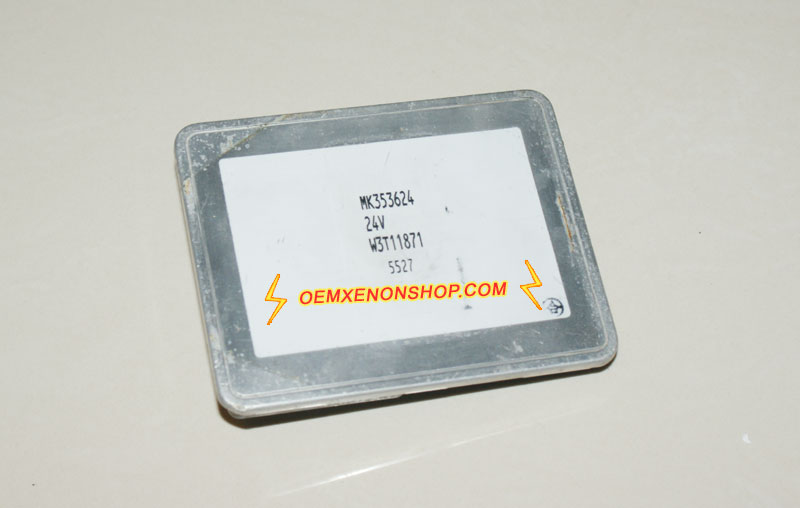 MK353624
24V
W3T11871
5527
OEMXENONSHOP.COM